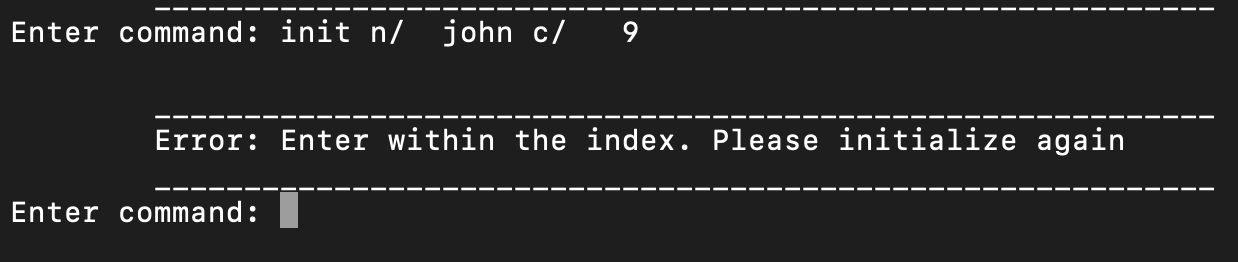 ____________________________________________________________
Enter command: init n/  john c/   9
____________________________________________________________
Error: Enter within the index. Please initialize again
____________________________________________________________
Enter command: